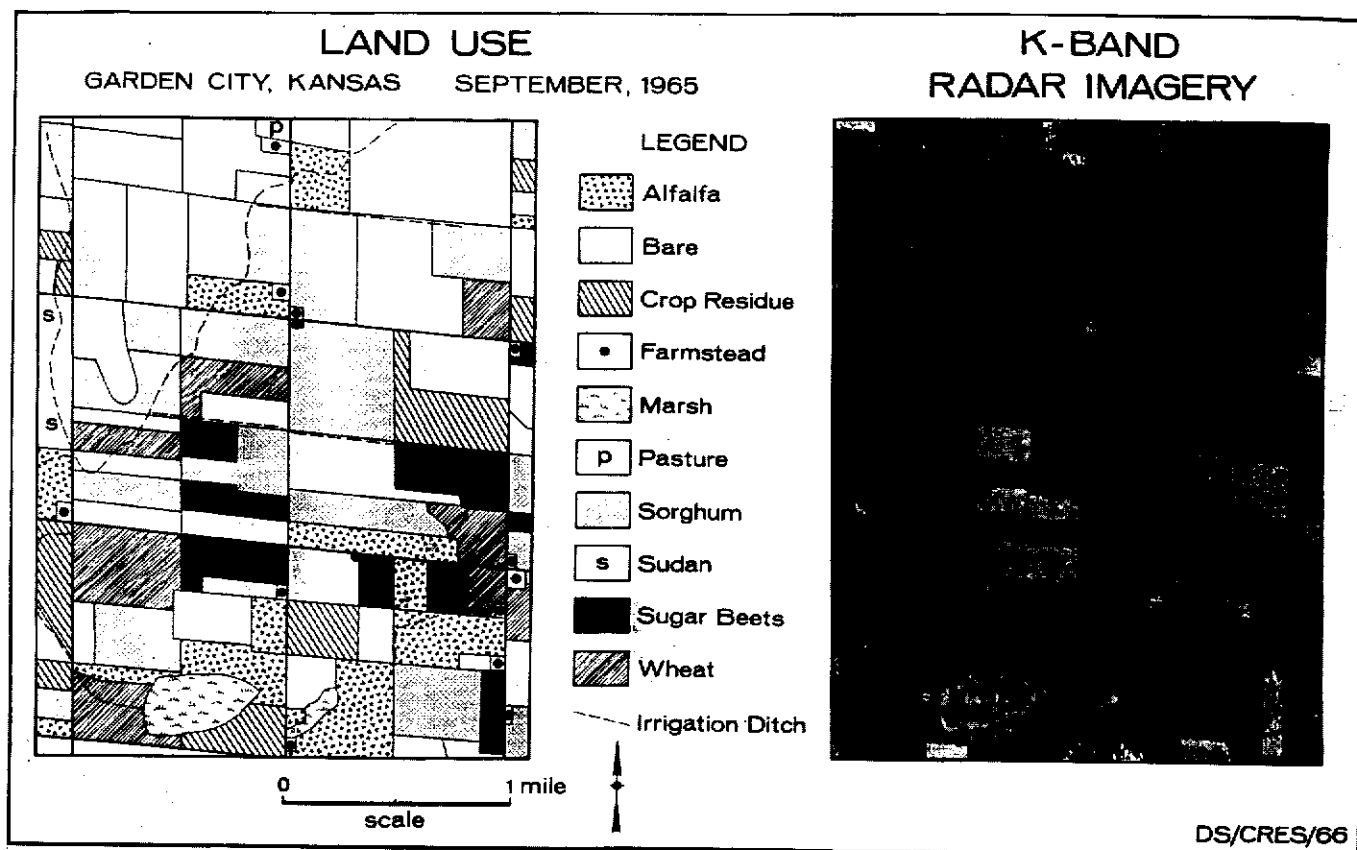 LAND USE
GARDEN CITY, KANSAS SEPTEMBER, 1965
K-BAND
RADAR IMAGERY
P
S
S
LEGEND
Alfalfa
Bare
Crop Residue
Farmstead
Marsh
p Pasture
Sorghum
s Sudan
Sugar Beets
Wheat
Irrigation Ditch
0 1 mile
scale
DS/CRES/66